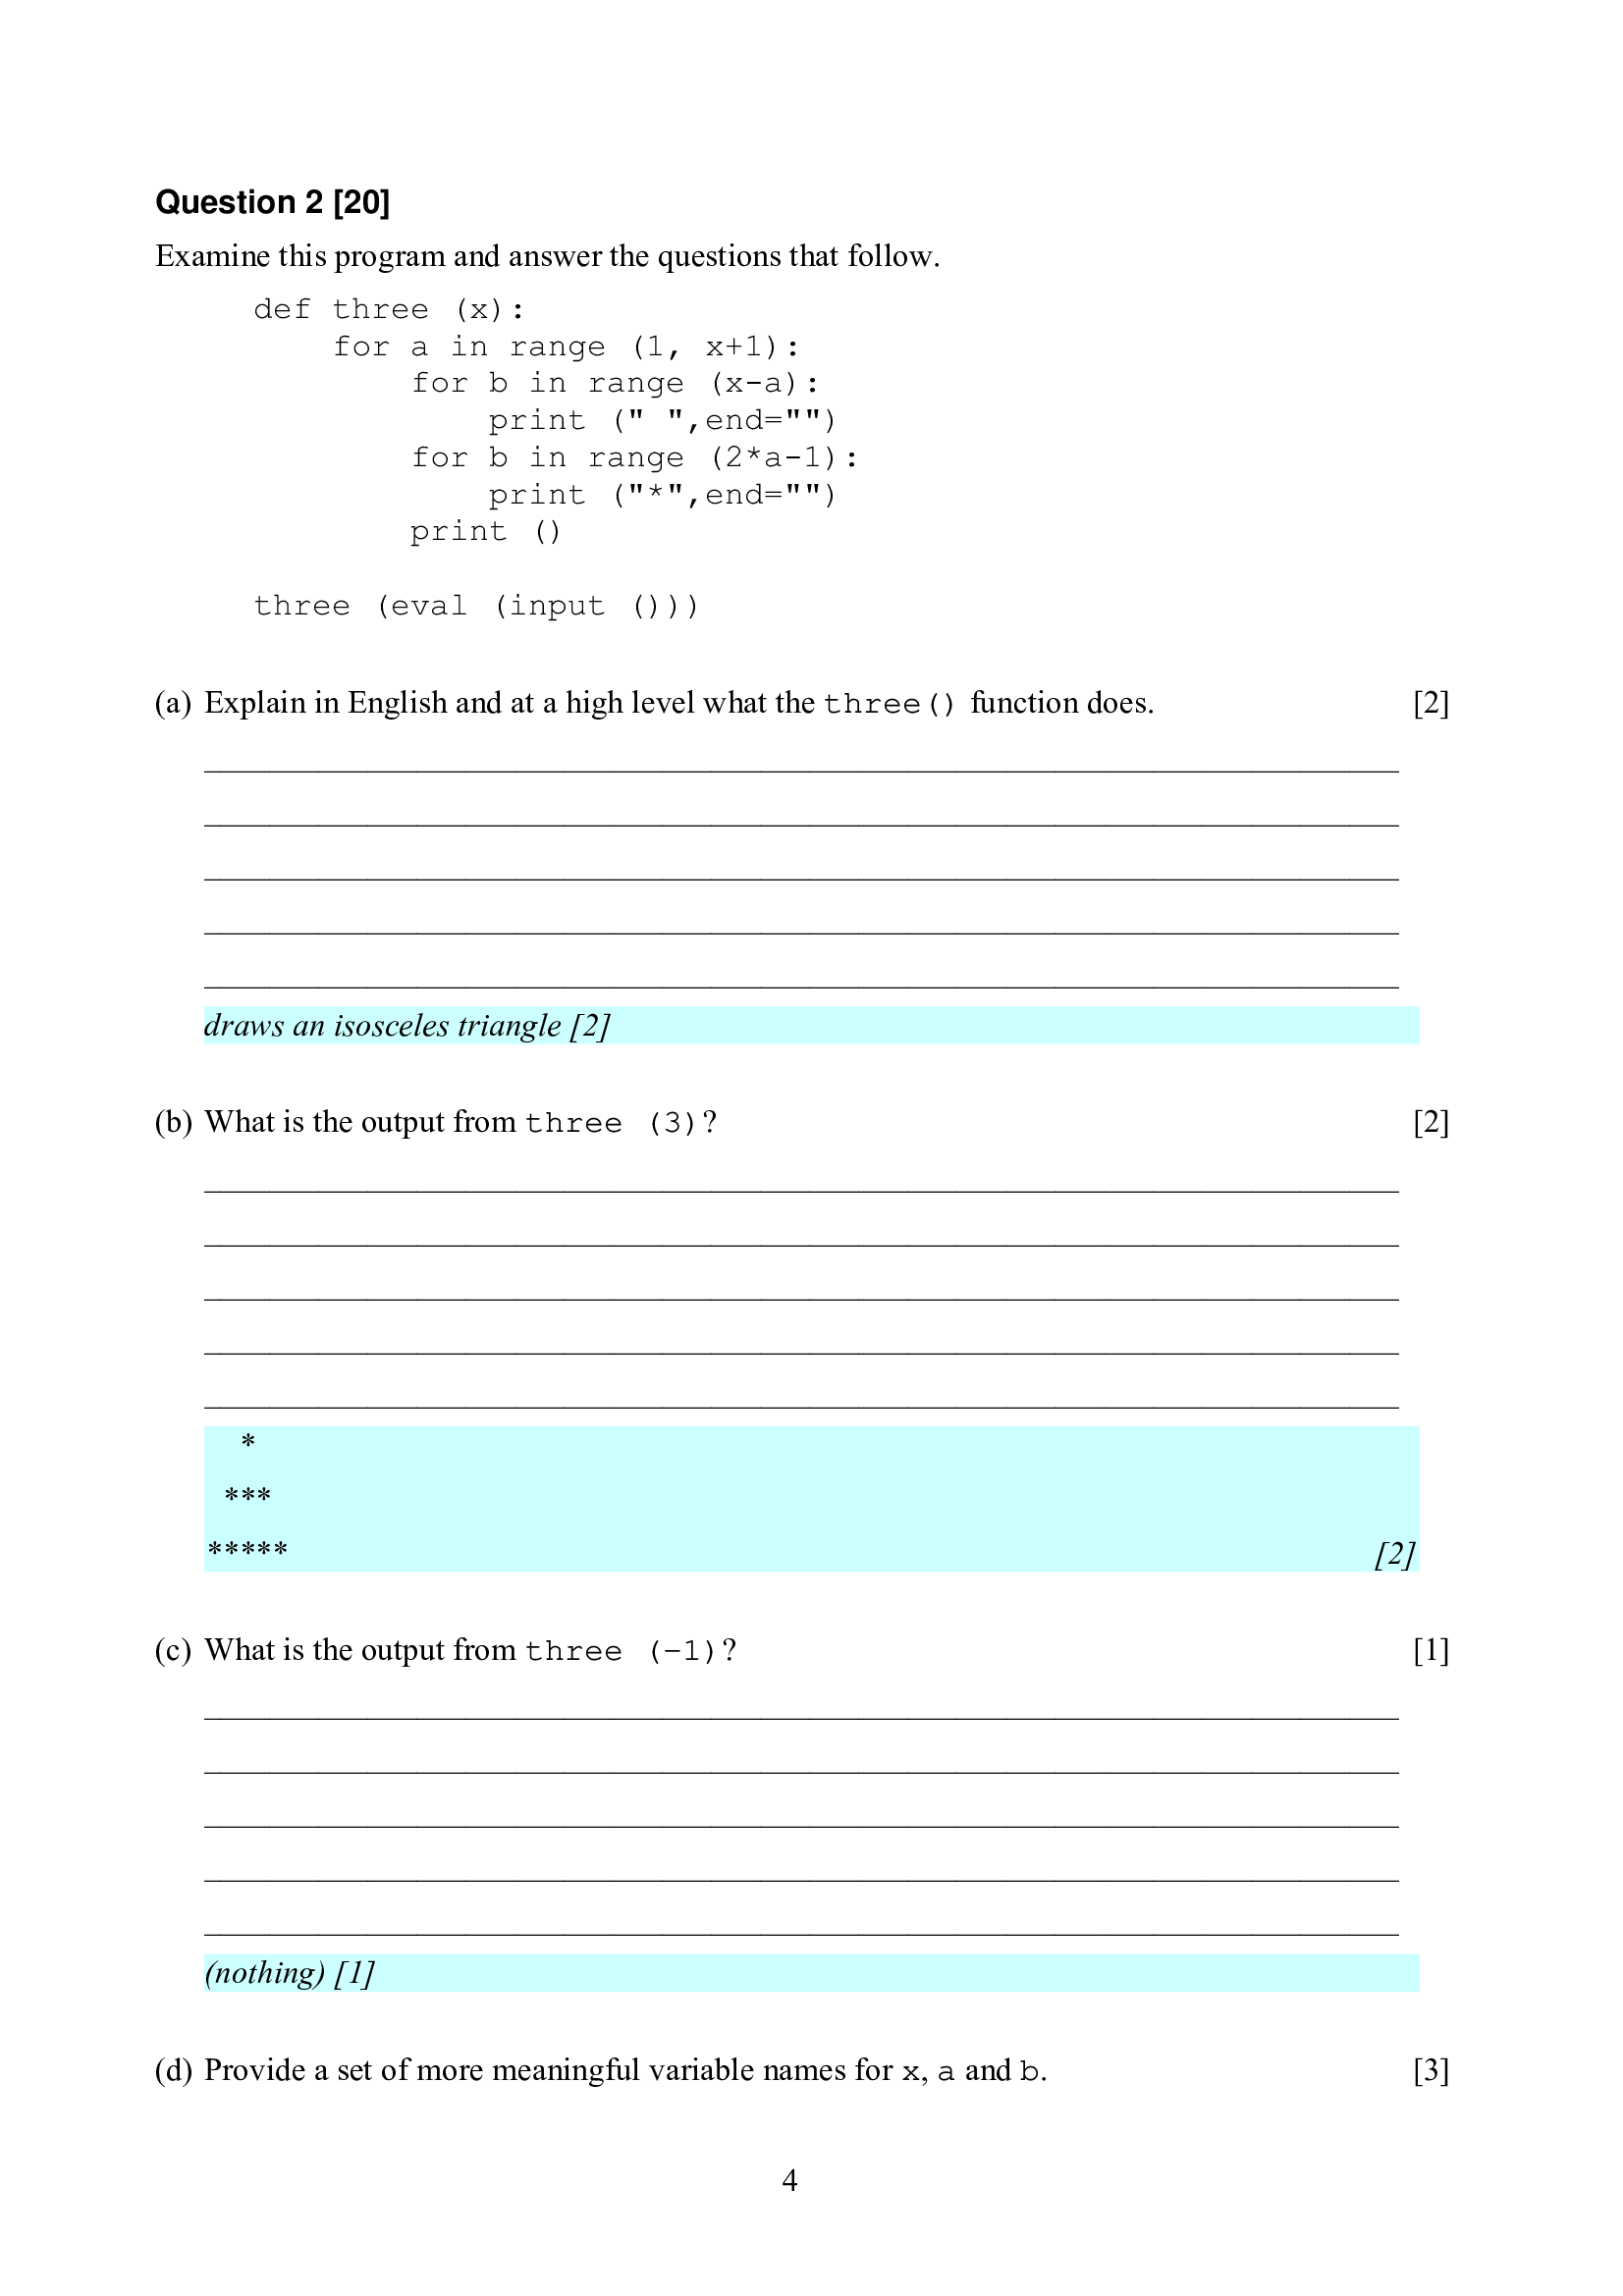 Question 2 [20]
Examine this program and answer the questions that follow.
def three (x):
    for a in range (1, x+1):
        for b in range (x-a):
            print (" ",end="")
        for b in range (2*a-1):
            print ("*",end="")
        print ()
three (eval (input ()))
(a) Explain in English and at a high level what the three() function does. [2]
draws an isosceles triangle [2]
(b) What is the output from three (3)? [2]
  *
 ***
***** [2]
(c) What is the output from three (-1)? [1]
(nothing) [1]
(d) Provide a set of more meaningful variable names for x, a and b. [3]
4